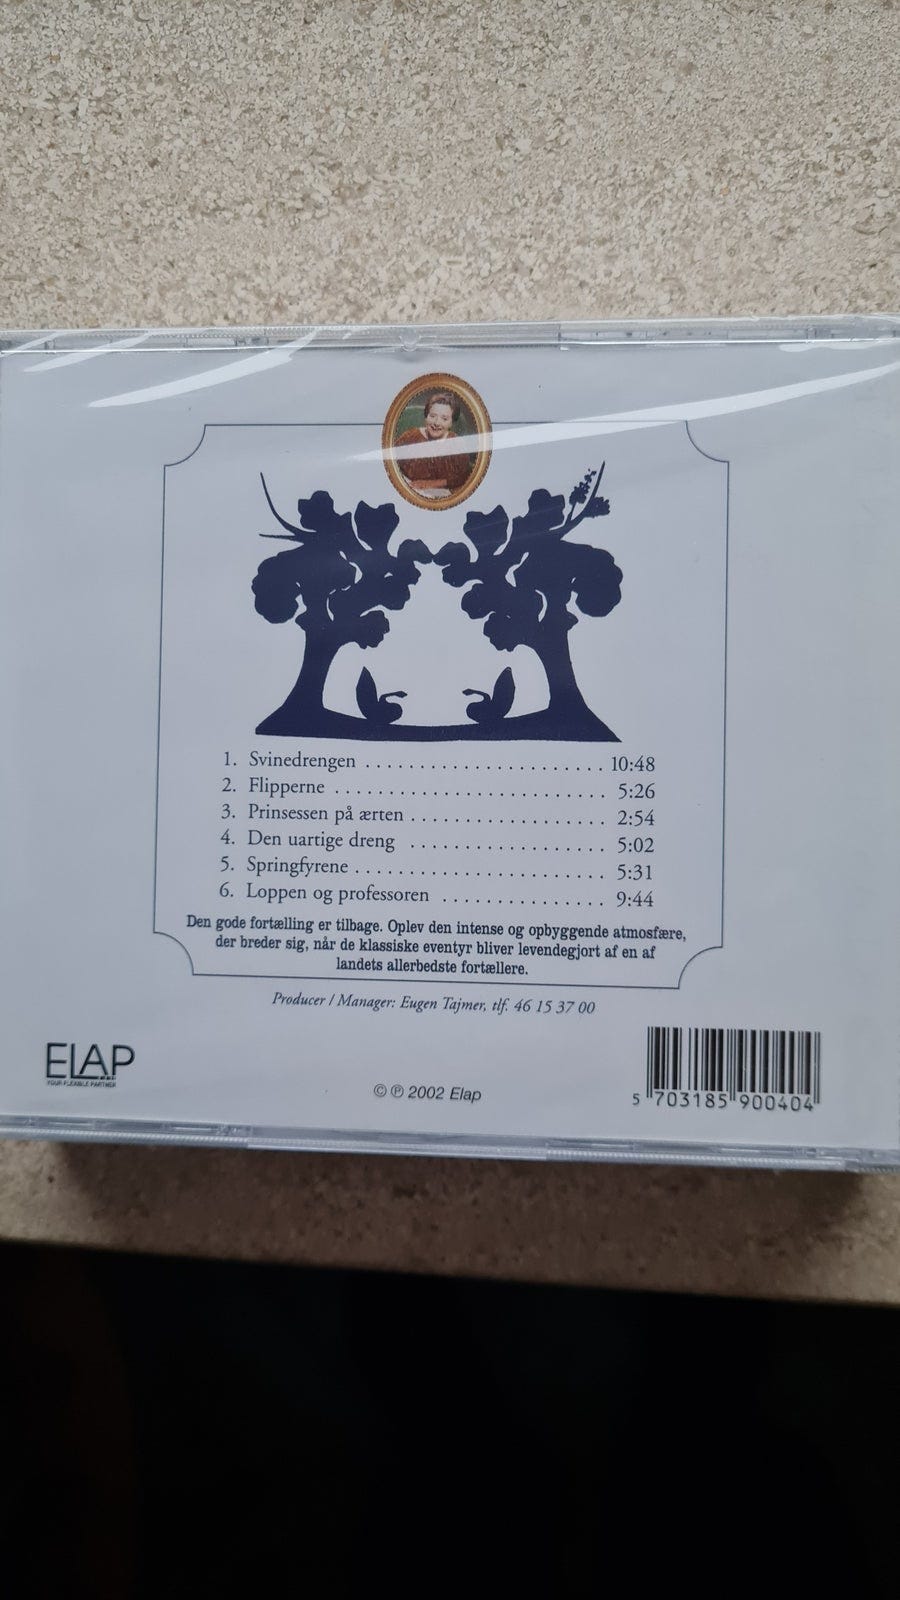 1. Svinedrengen ........................ 10:48
2. Flipperne ........................... 5:26
3. Prinsessen på ærten .................. 2:54
4. Den uartige dreng .................. 5:02
5. Springfyrene ......................... 5:31
6. Loppen og professoren ............... 9:44
Den gode fortælling er tilbage. Oplev den intense og opbyggende atmosfære,
der breder sig, når de klassiske eventyr bliver levendegjort af en af
landets allerbedste fortællere.
Producer / Manager: Eugen Tajmer, tlf. 46 15 37 00
ELAP
YOUR FLEXIBLE PARTNER
© ℗ 2002 Elap
5 703185 900404